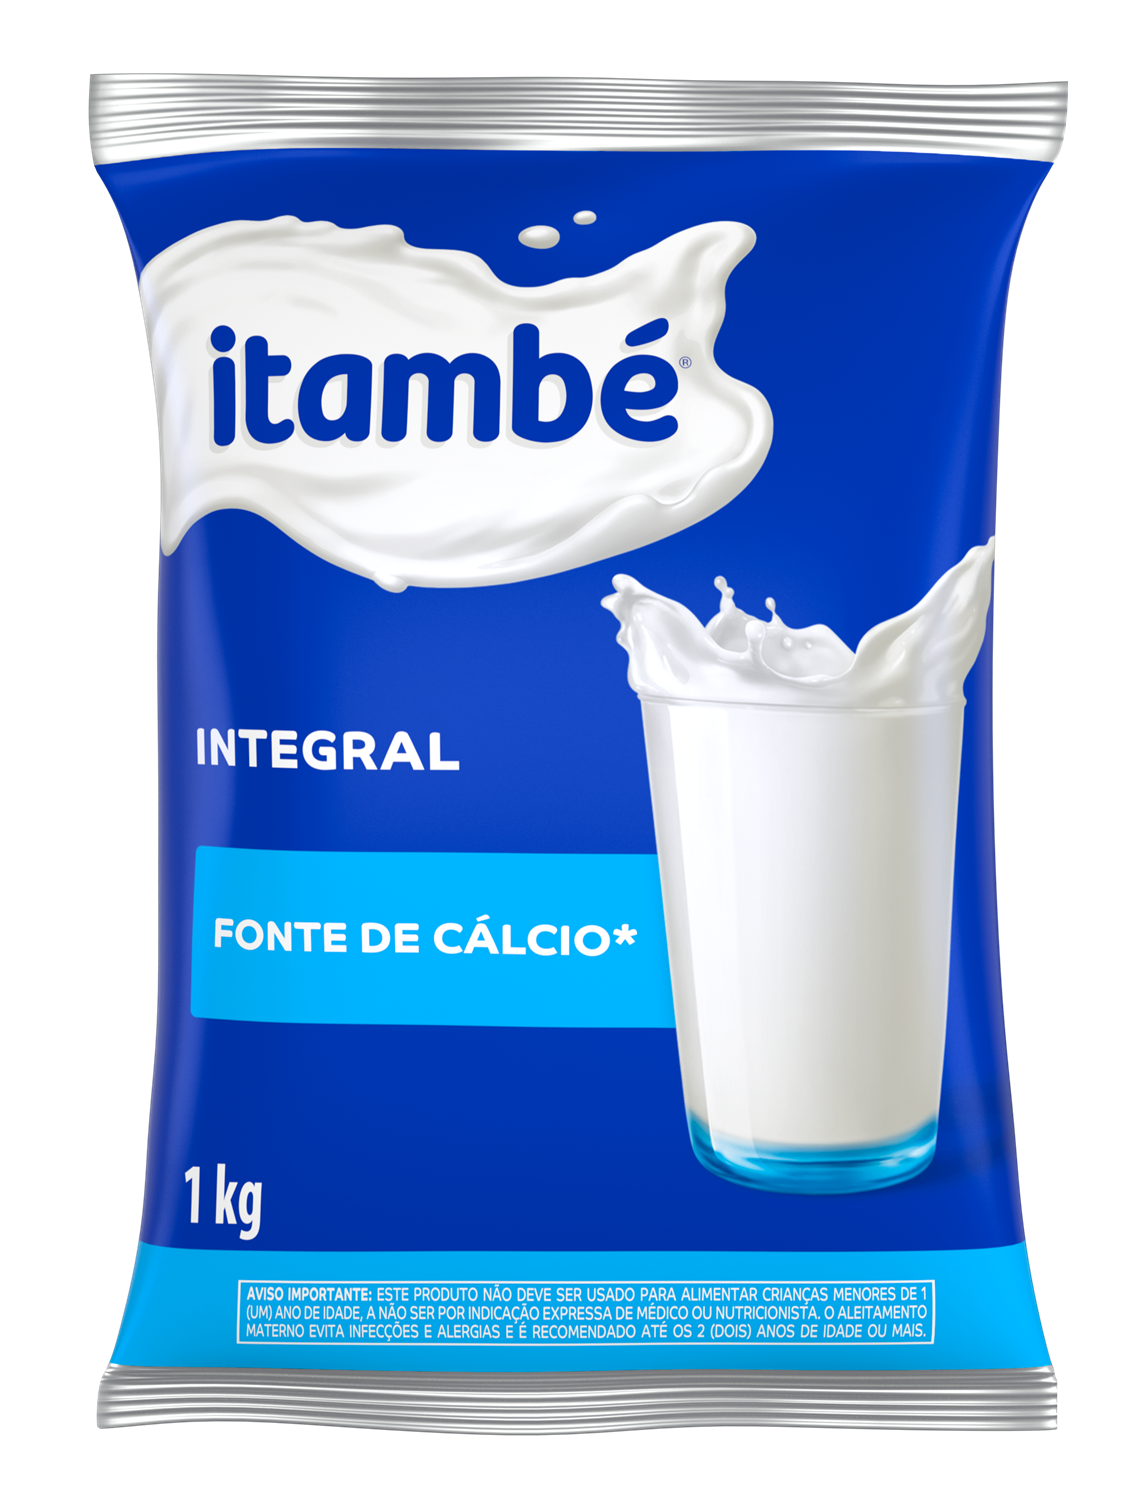 itambé®
INTEGRAL
FONTE DE CÁLCIO*
1 kg
AVISO IMPORTANTE: ESTE PRODUTO NÃO DEVE SER USADO PARA ALIMENTAR CRIANÇAS MENORES DE 1
(UM) ANO DE IDADE, A NÃO SER POR INDICAÇÃO EXPRESSA DE MÉDICO OU NUTRICIONISTA. O ALEITAMENTO
MATERNO EVITA INFECÇÕES E ALERGIAS E É RECOMENDADO ATÉ OS 2 (DOIS) ANOS DE IDADE OU MAIS.